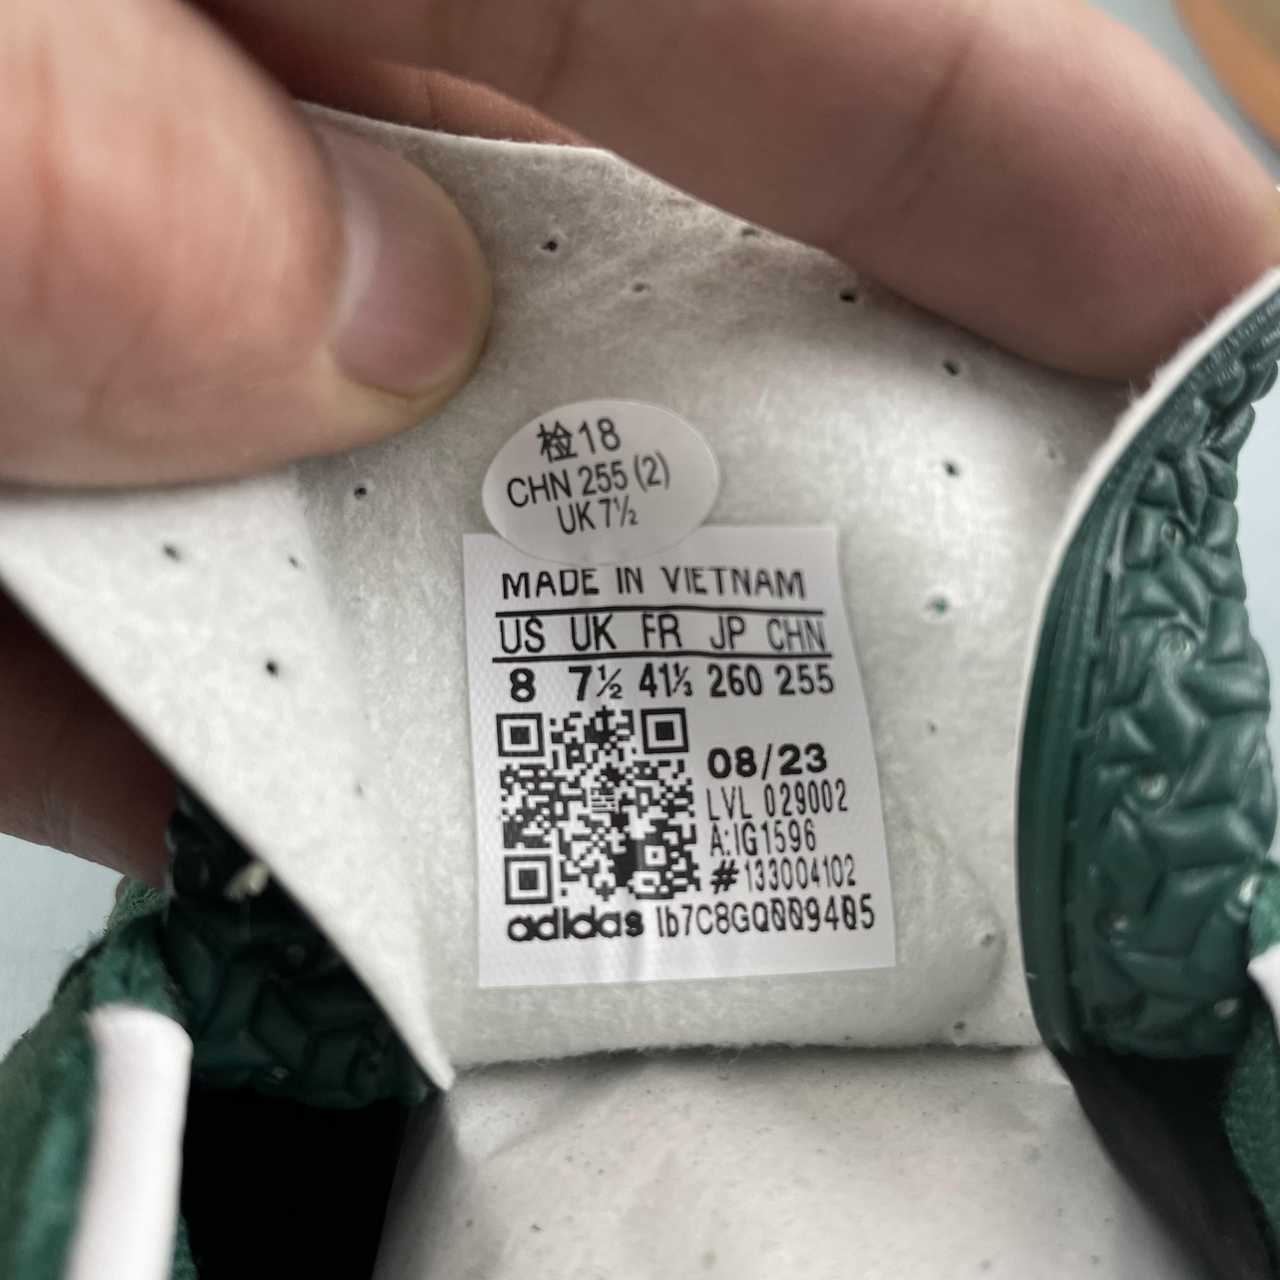 检18
CHN 255 (2)
UK 7½
MADE IN VIETNAM
US UK FR JP CHN
8 7½ 41⅓ 260 255
08/23
LVL 029002
A:IG1596
#133004102
adidas Ib7C8GQ009405